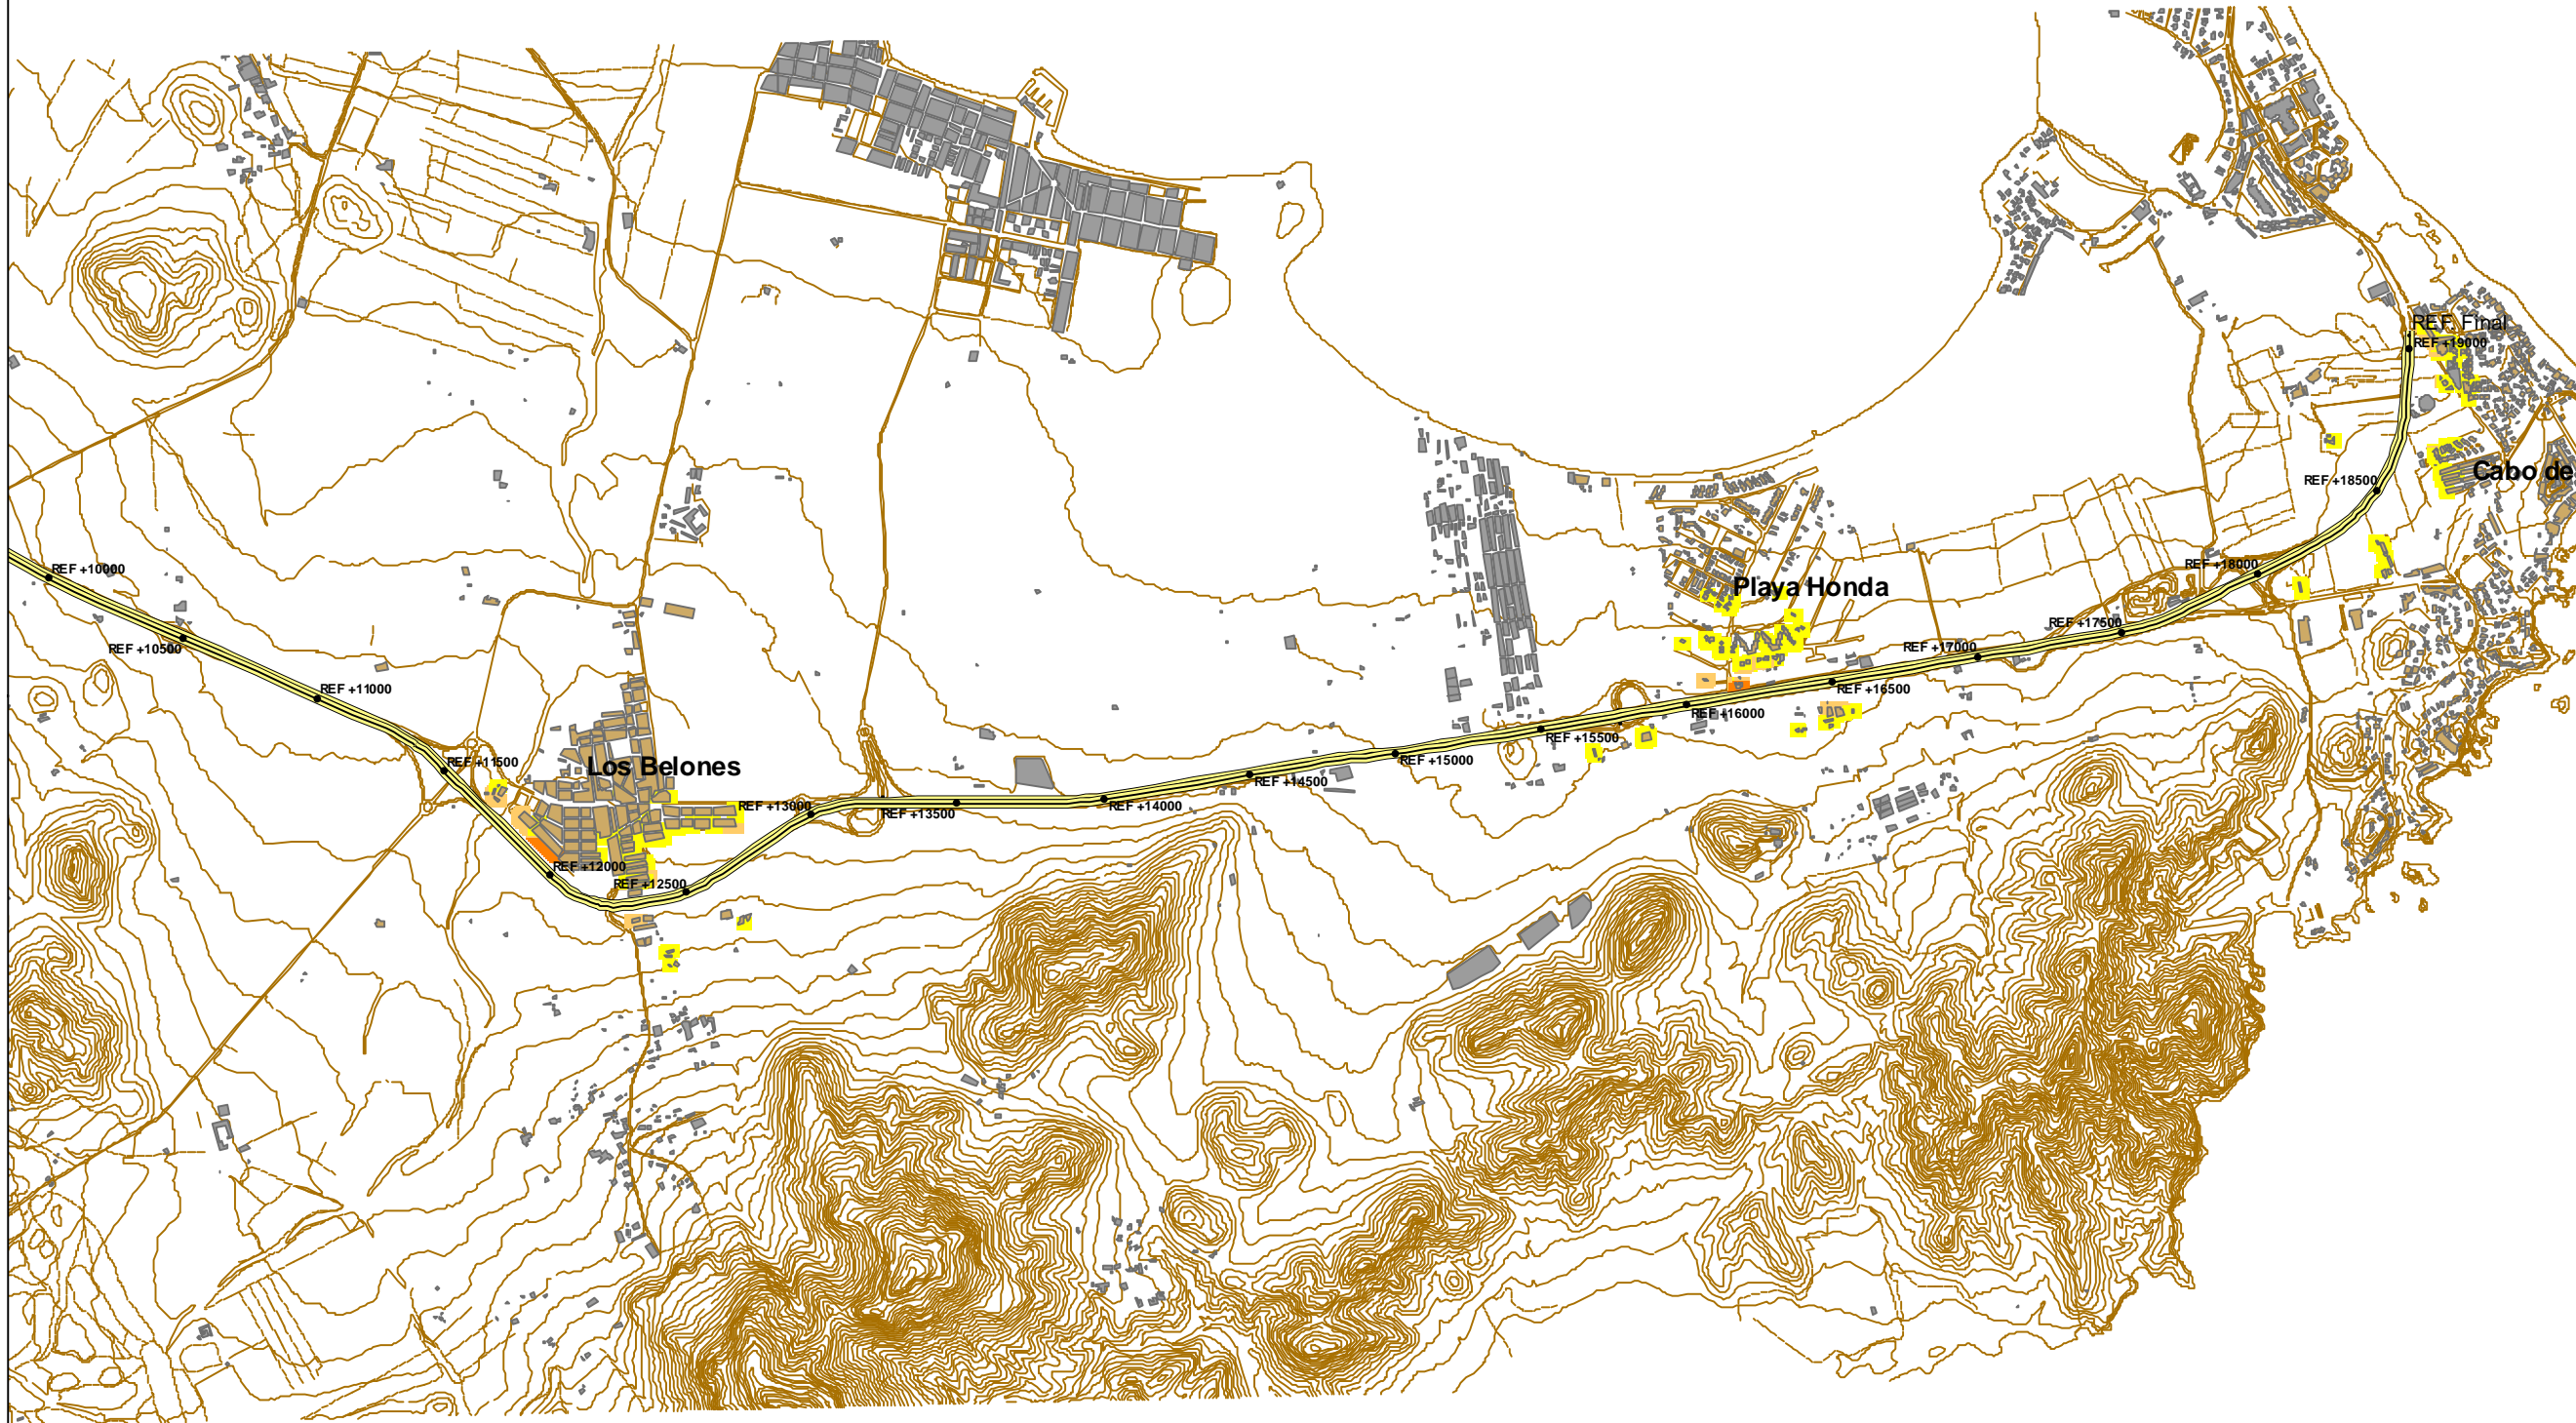 REF. Final
REF +19000
Cabo de
REF +18500
REF +18000
REF +10000
Playa Honda
REF +17500
REF +10500
REF +17000
REF +11000
REF +16500
REF +16000
REF +15500
REF +15000
Los Belones
REF +11500
REF +14500
REF +13000
REF +14000
REF +13500
REF +12000
REF +12500